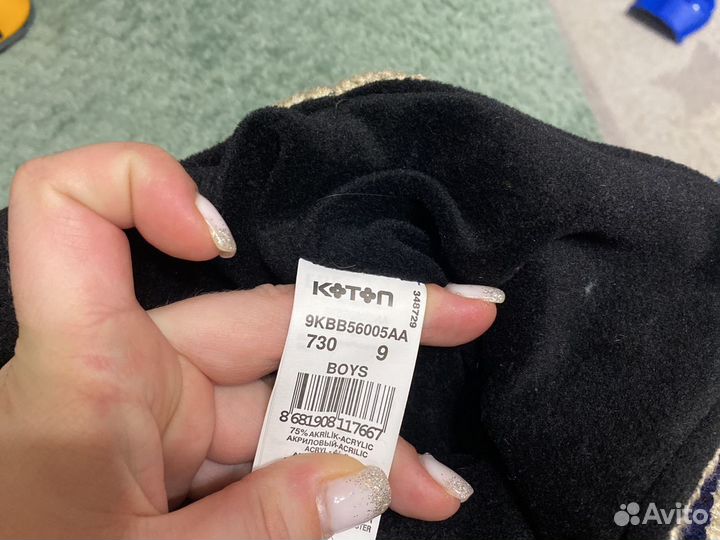 KOTON
348729
9KBB56005AA
730 9
BOYS
8 681908 117667
75% AKRİLİK-ACRYLIC
АКРИЛОВЫЙ-ACRILIC
Avito